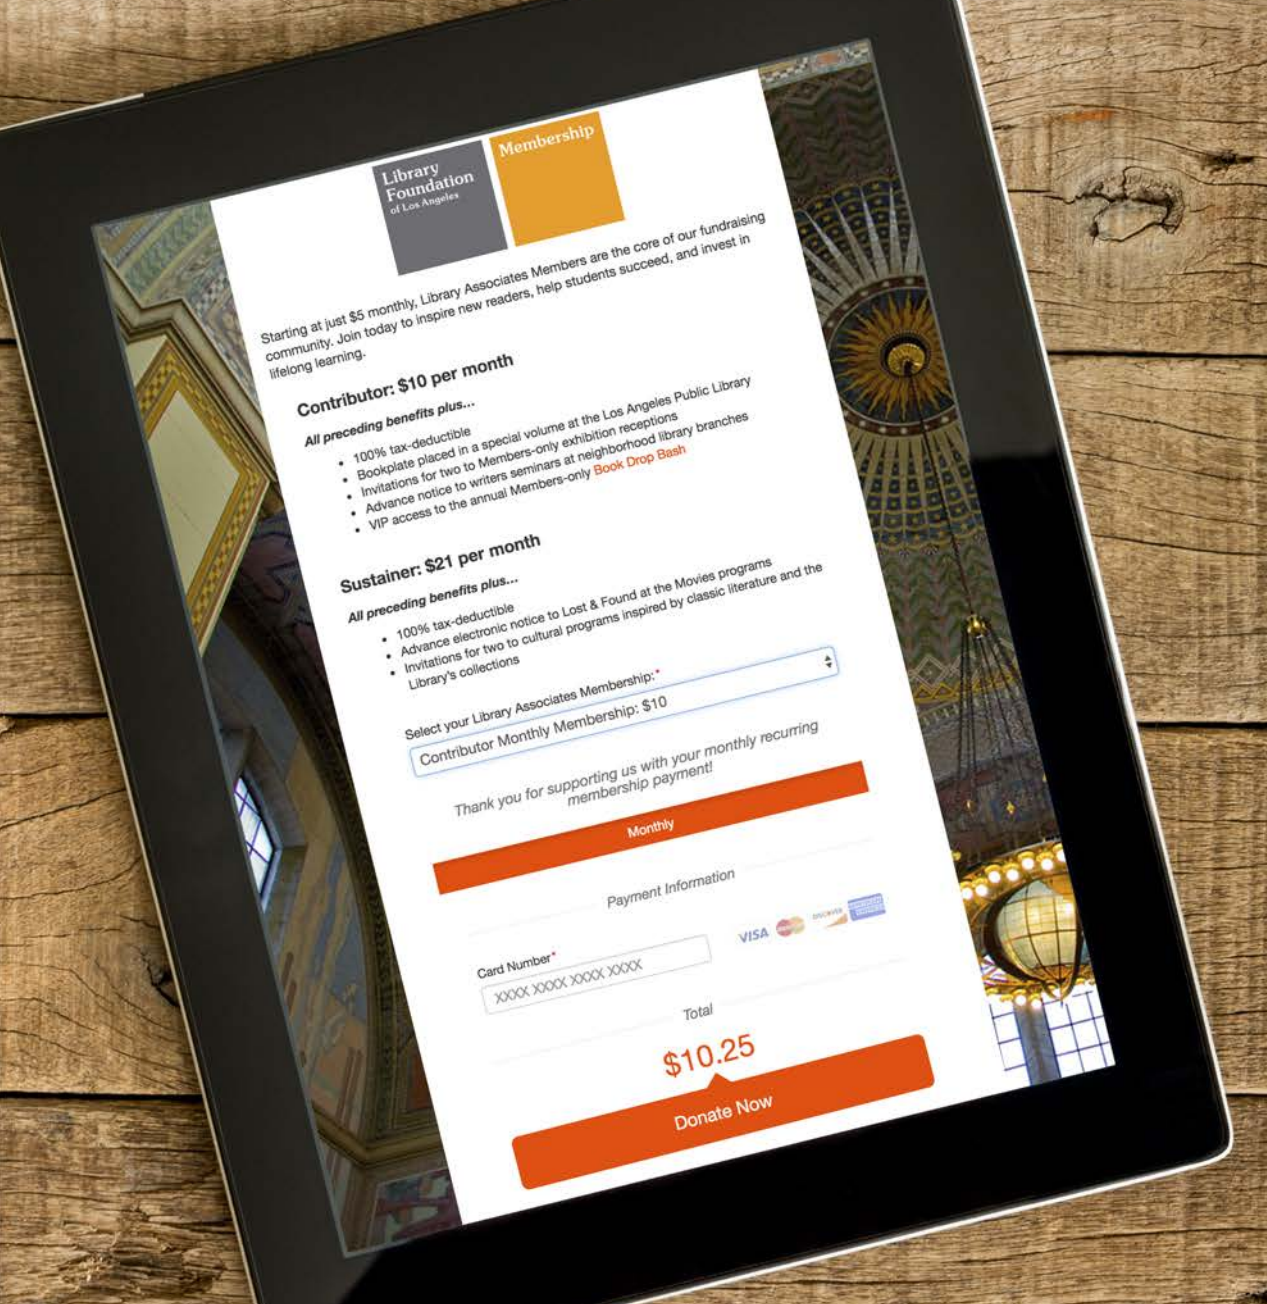 Library
Foundation
of Los Angeles
Membership
Starting at just $5 monthly, Library Associates Members are the core of our fundraising
community. Join today to inspire new readers, help students succeed, and invest in
lifelong learning.
Contributor: $10 per month
All preceding benefits plus...
• 100% tax-deductible
• Bookplate placed in a special volume at the Los Angeles Public Library
• Invitations for two to Members-only exhibition receptions
• Advance notice to writers seminars at neighborhood library branches
• VIP access to the annual Members-only Book Drop Bash
Sustainer: $21 per month
All preceding benefits plus...
• 100% tax-deductible
• Advance electronic notice to Lost & Found at the Movies programs
• Invitations for two to cultural programs inspired by classic literature and the
Library's collections
Select your Library Associates Membership:*
Contributor Monthly Membership: $10
Thank you for supporting us with your monthly recurring
membership payment!
Monthly
Payment Information
Card Number*
XXXX XXXX XXXX XXXX
VISA
DISCOVER
Total
$10.25
Donate Now